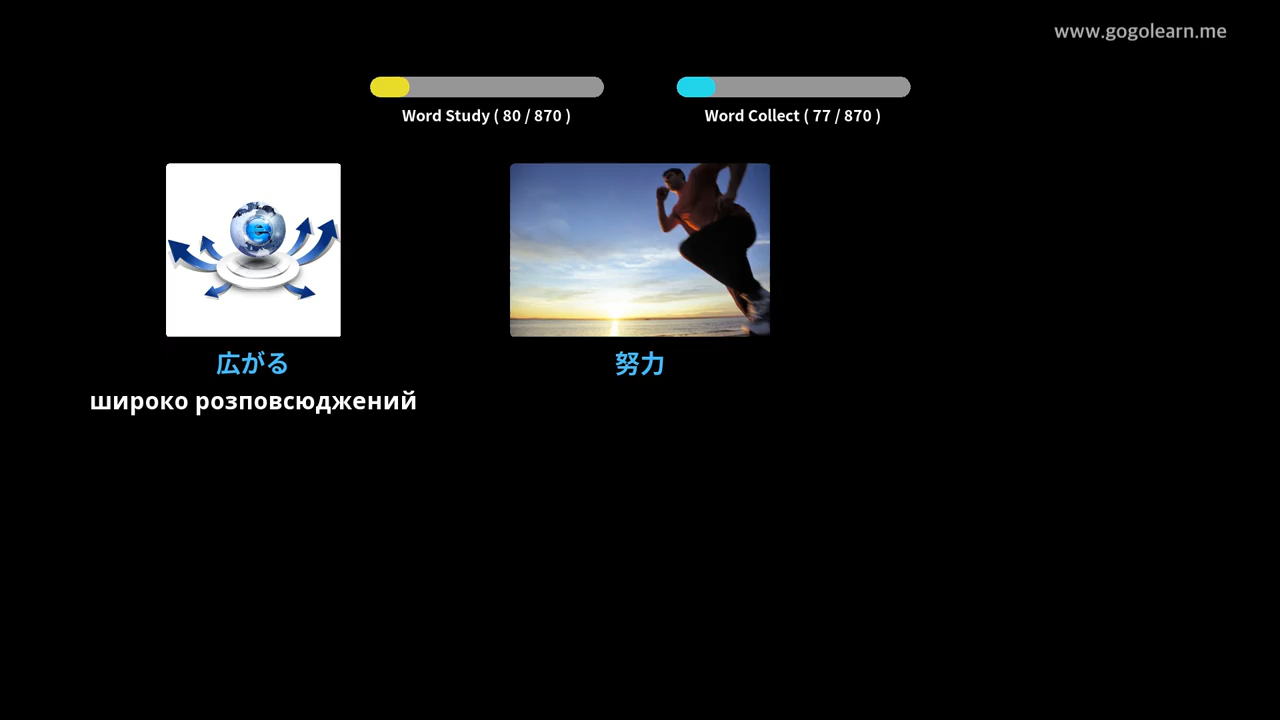 www.gogolearn.me
Word Study ( 80 / 870 )
Word Collect ( 77 / 870 )
e
広がる
努力
широко розповсюджений